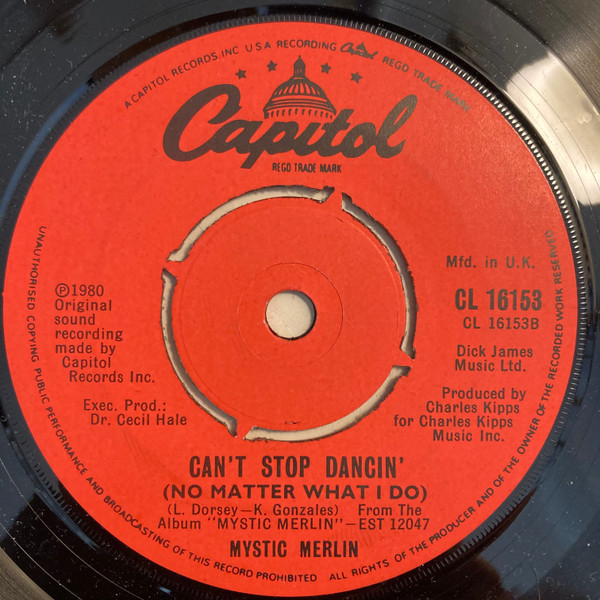 A CAPITOL RECORDS, INC U S A RECORDING Capitol REGD TRADE MARK
Capitol
REGD TRADE MARK
Mfd. in U.K.
℗1980
Original
sound
recording
made by
Capitol
Records Inc.
Exec. Prod.:
Dr. Cecil Hale
CL 16153
CL 16153B
Dick James
Music Ltd.
Produced by
Charles Kipps
for Charles Kipps
Music Inc.
CAN'T STOP DANCIN'
(NO MATTER WHAT I DO)
(L. Dorsey—K. Gonzales) From The
Album "MYSTIC MERLIN"—EST 12047
MYSTIC MERLIN
UNAUTHORISED COPYING PUBLIC PERFORMANCE AND BROADCASTING OF THIS RECORD PROHIBITED ALL RIGHTS OF THE PRODUCER AND OF THE OWNER OF THE RECORDED WORK RESERVED